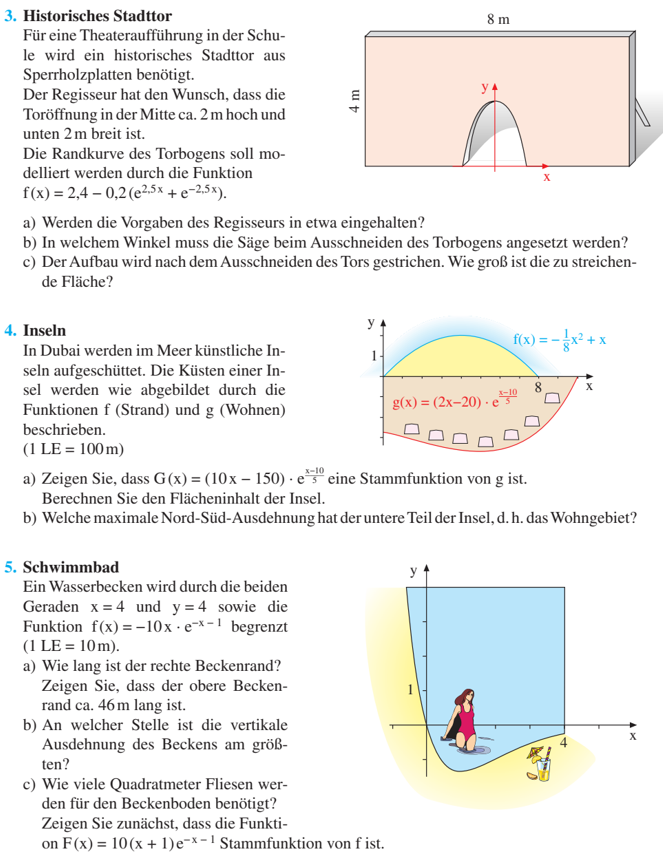 3. Historisches Stadttor
Für eine Theateraufführung in der Schu-
le wird ein historisches Stadttor aus
Sperrholzplatten benötigt.
Der Regisseur hat den Wunsch, dass die
Toröffnung in der Mitte ca. 2 m hoch und
unten 2 m breit ist.
Die Randkurve des Torbogens soll mo-
delliert werden durch die Funktion
f(x) = 2,4 − 0,2(e^{2,5x} + e^{−2,5x}).
8 m
4 m
y
x
a) Werden die Vorgaben des Regisseurs in etwa eingehalten?
b) In welchem Winkel muss die Säge beim Ausschneiden des Torbogens angesetzt werden?
c) Der Aufbau wird nach dem Ausschneiden des Tors gestrichen. Wie groß ist die zu streichen-
de Fläche?
4. Inseln
In Dubai werden im Meer künstliche In-
seln aufgeschüttet. Die Küsten einer In-
sel werden wie abgebildet durch die
Funktionen f (Strand) und g (Wohnen)
beschrieben.
(1 LE = 100 m)
y
f(x) = −1/8 x² + x
1
8
x
g(x) = (2x−20) · e^{(x−10)/5}
a) Zeigen Sie, dass G(x) = (10x − 150) · e^{(x−10)/5} eine Stammfunktion von g ist.
Berechnen Sie den Flächeninhalt der Insel.
b) Welche maximale Nord-Süd-Ausdehnung hat der untere Teil der Insel, d. h. das Wohngebiet?
5. Schwimmbad
Ein Wasserbecken wird durch die beiden
Geraden x = 4 und y = 4 sowie die
Funktion f(x) = −10x · e^{−x−1} begrenzt
(1 LE = 10 m).
a) Wie lang ist der rechte Beckenrand?
Zeigen Sie, dass der obere Becken-
rand ca. 46 m lang ist.
b) An welcher Stelle ist die vertikale
Ausdehnung des Beckens am größ-
ten?
c) Wie viele Quadratmeter Fliesen wer-
den für den Beckenboden benötigt?
Zeigen Sie zunächst, dass die Funkti-
on F(x) = 10(x + 1)e^{−x−1} Stammfunktion von f ist.
y
1
4
x